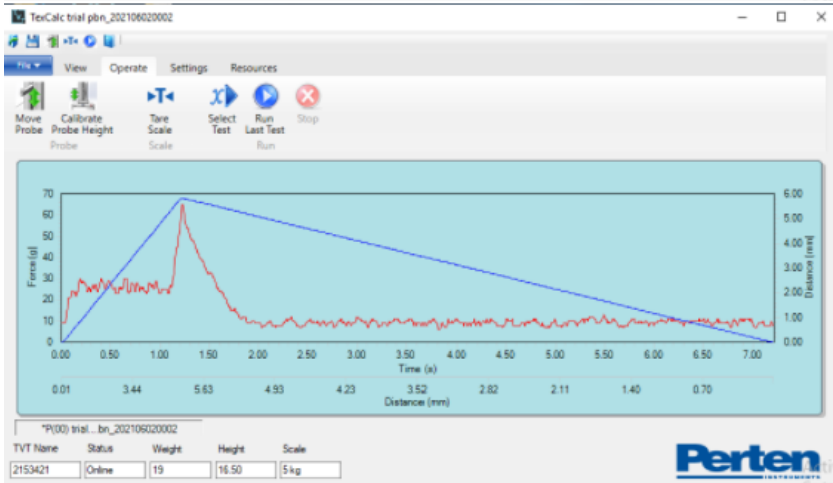 TexCalc trial pbn_202106020002
File View Operate Settings Resources
Move Probe Calibrate Probe Height Tare Scale Select Test Run Last Test Stop
Probe Scale Run
70 6.00
60 5.00
50 4.00
40 3.00
30 2.00
20 1.00
10 0.00
0
Force [g]
Distance [mm]
0.00 0.50 1.00 1.50 2.00 2.50 3.00 3.50 4.00 4.50 5.00 5.50 6.00 6.50 7.00
Time (s)
0.01 3.44 5.63 4.93 4.23 3.52 2.82 2.11 1.40 0.70
Distance (mm)
*P(00) trial....bn_202106020002
TVT Name Status Weight Height Scale
2153421 Online 19 16.50 5 kg
Perten
INSTRUMENTS